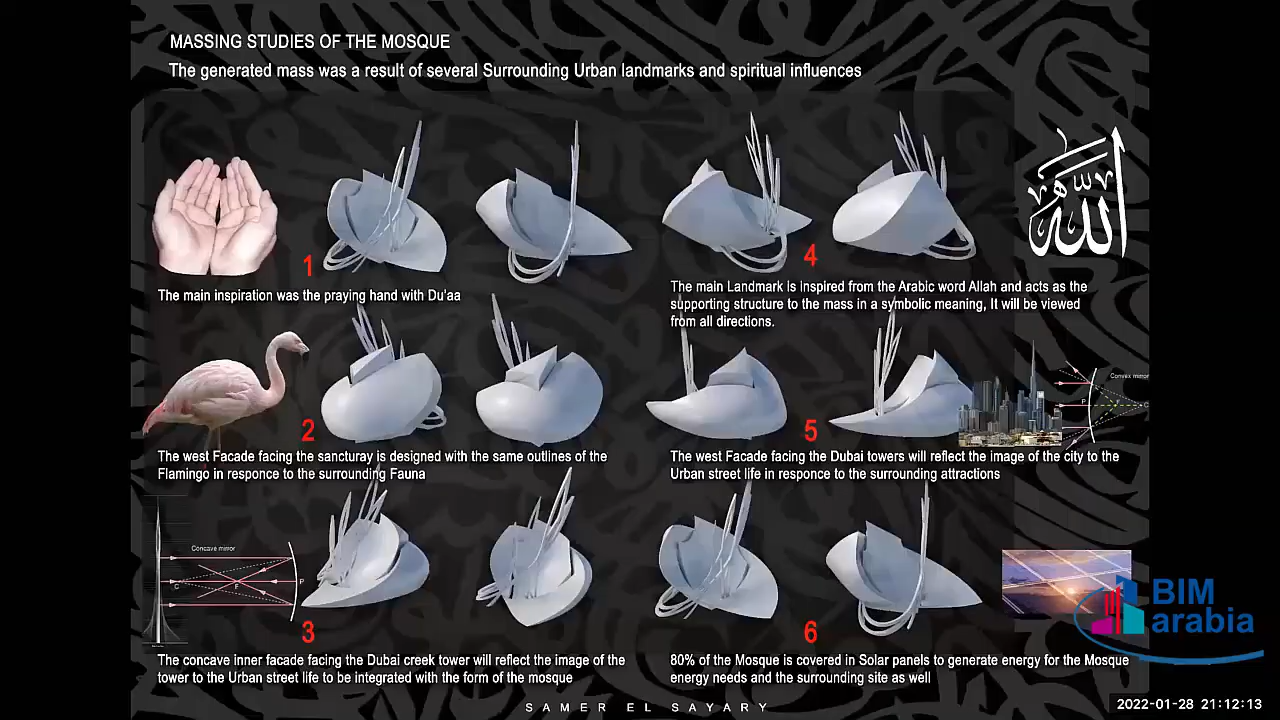 MASSING STUDIES OF THE MOSQUE
The generated mass was a result of several Surrounding Urban landmarks and spiritual influences
1
The main inspiration was the praying hand with Du'aa
2
The west Facade facing the sancturay is designed with the same outlines of the
Flamingo in responce to the surrounding Fauna
Concave mirror
C
F
P
3
The concave inner facade facing the Dubai creek tower will reflect the image of the
tower to the Urban street life to be integrated with the form of the mosque
الله
4
The main Landmark is inspired from the Arabic word Allah and acts as the
supporting structure to the mass in a symbolic meaning, It will be viewed
from all directions.
Convex mirror
P
C
5
The west Facade facing the Dubai towers will reflect the image of the city to the
Urban street life in responce to the surrounding attractions
6
80% of the Mosque is covered in Solar panels to generate energy for the Mosque
energy needs and the surrounding site as well
BIM
arabia
SAMER EL SAYARY
2022-01-28 21:12:13